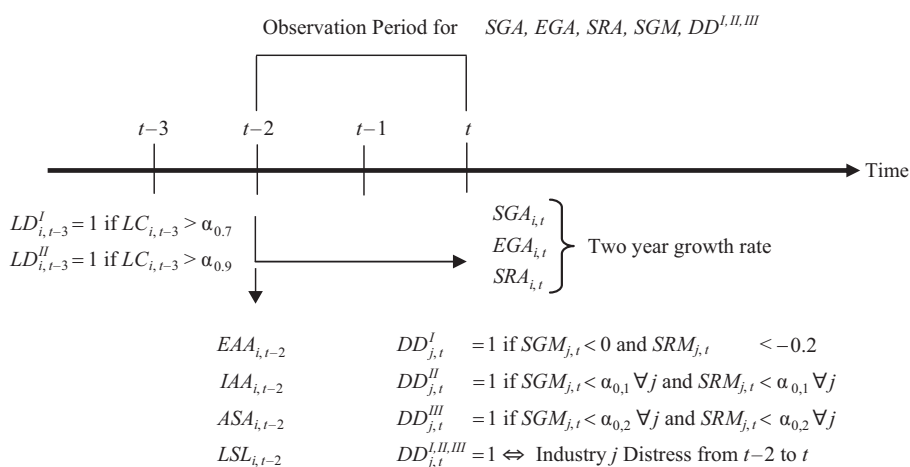 Observation Period for SGA, EGA, SRA, SGM, DD^{I,II,III}
t−3 t−2 t−1 t
Time
LD^{I}_{i,t−3} = 1 if LC_{i,t−3} > α_{0.7}
LD^{II}_{i,t−3} = 1 if LC_{i,t−3} > α_{0.9}
SGA_{i,t}
EGA_{i,t}
SRA_{i,t}
Two year growth rate
EAA_{i,t−2} DD^{I}_{j,t} = 1 if SGM_{j,t} < 0 and SRM_{j,t} < −0.2
IAA_{i,t−2} DD^{II}_{j,t} = 1 if SGM_{j,t} < α_{0,1} ∀j and SRM_{j,t} < α_{0,1} ∀j
ASA_{i,t−2} DD^{III}_{j,t} = 1 if SGM_{j,t} < α_{0,2} ∀j and SRM_{j,t} < α_{0,2} ∀j
LSL_{i,t−2} DD^{I,II,III}_{j,t} = 1 ⇔ Industry j Distress from t−2 to t